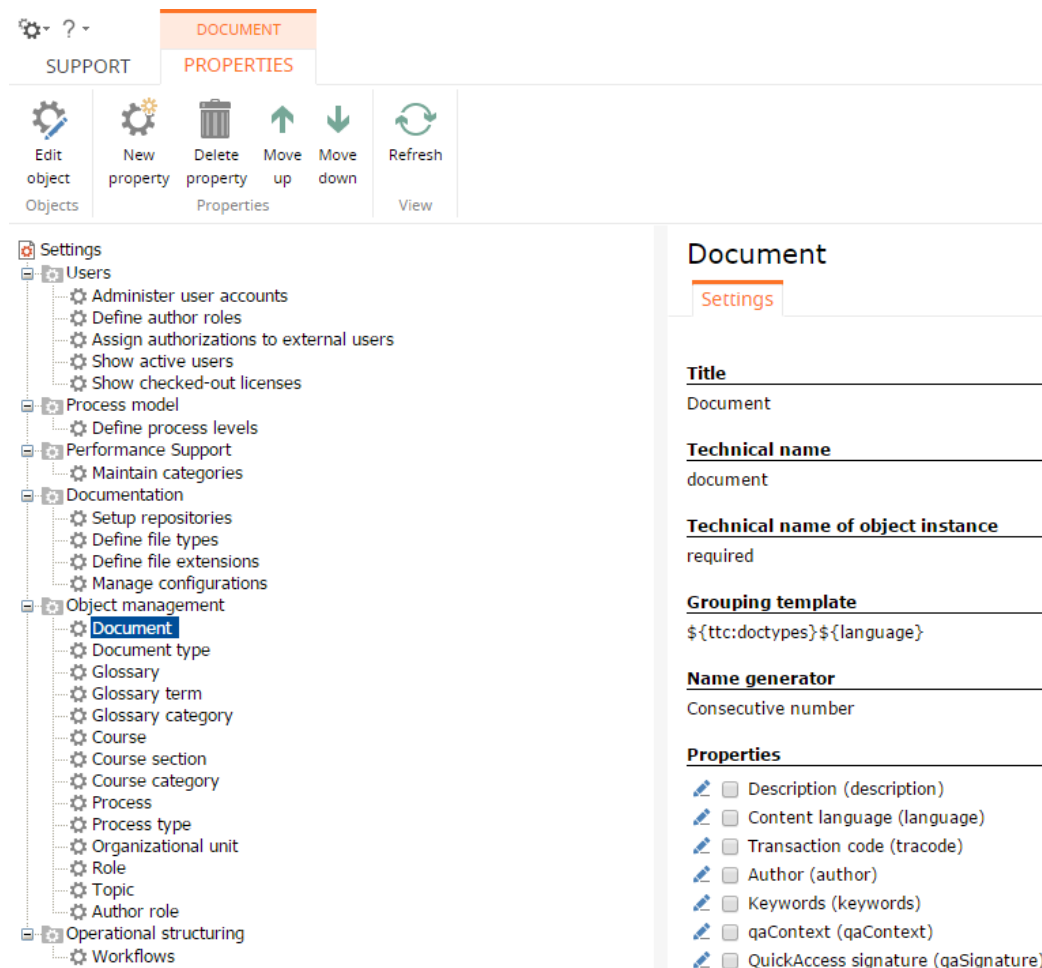 ?
DOCUMENT
SUPPORT PROPERTIES
Edit object
New property
Delete property
Move up
Move down
Refresh
Objects
Properties
View
Settings
Users
Administer user accounts
Define author roles
Assign authorizations to external users
Show active users
Show checked-out licenses
Process model
Define process levels
Performance Support
Maintain categories
Documentation
Setup repositories
Define file types
Define file extensions
Manage configurations
Object management
Document
Document type
Glossary
Glossary term
Glossary category
Course
Course section
Course category
Process
Process type
Organizational unit
Role
Topic
Author role
Operational structuring
Workflows
Document
Settings
Title
Document
Technical name
document
Technical name of object instance
required
Grouping template
${ttc:doctypes}${language}
Name generator
Consecutive number
Properties
Description (description)
Content language (language)
Transaction code (tracode)
Author (author)
Keywords (keywords)
qaContext (qaContext)
QuickAccess signature (qaSignature)